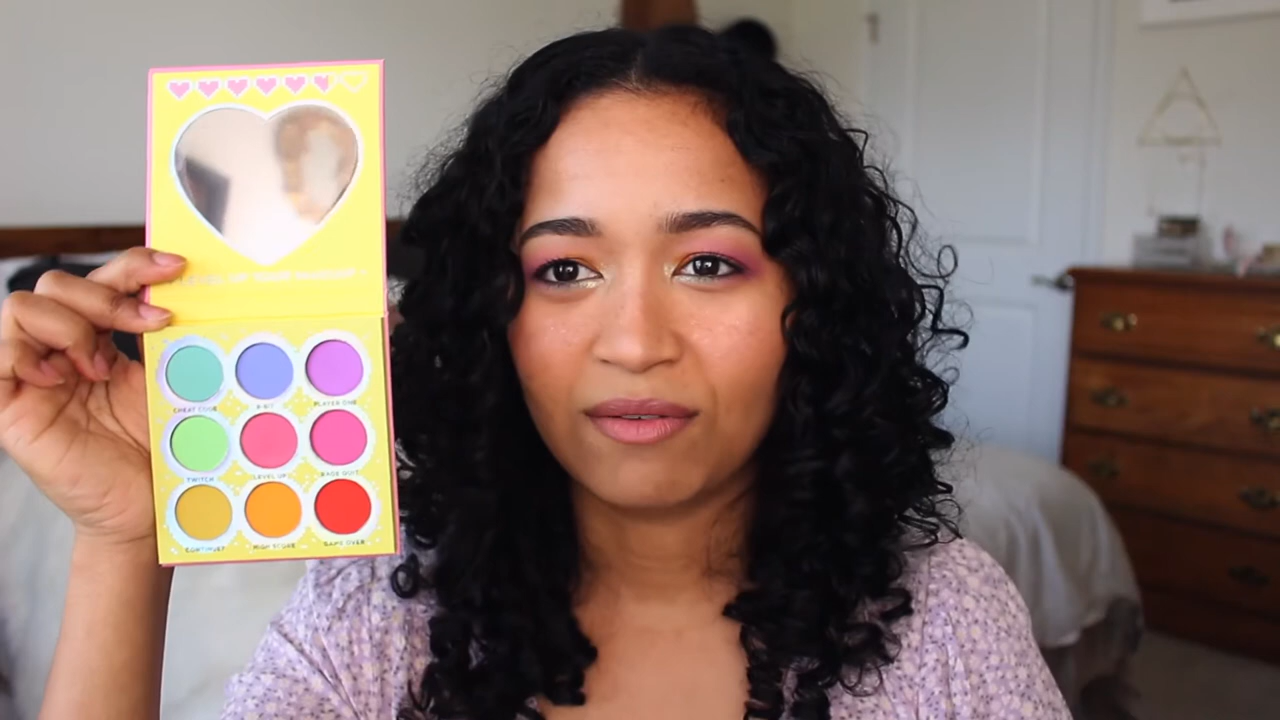 CHEAT CODE 8-BIT PLAYER ONE
TWITCH LEVEL UP RAGE QUIT
CONTINUE? HIGH SCORE GAME OVER